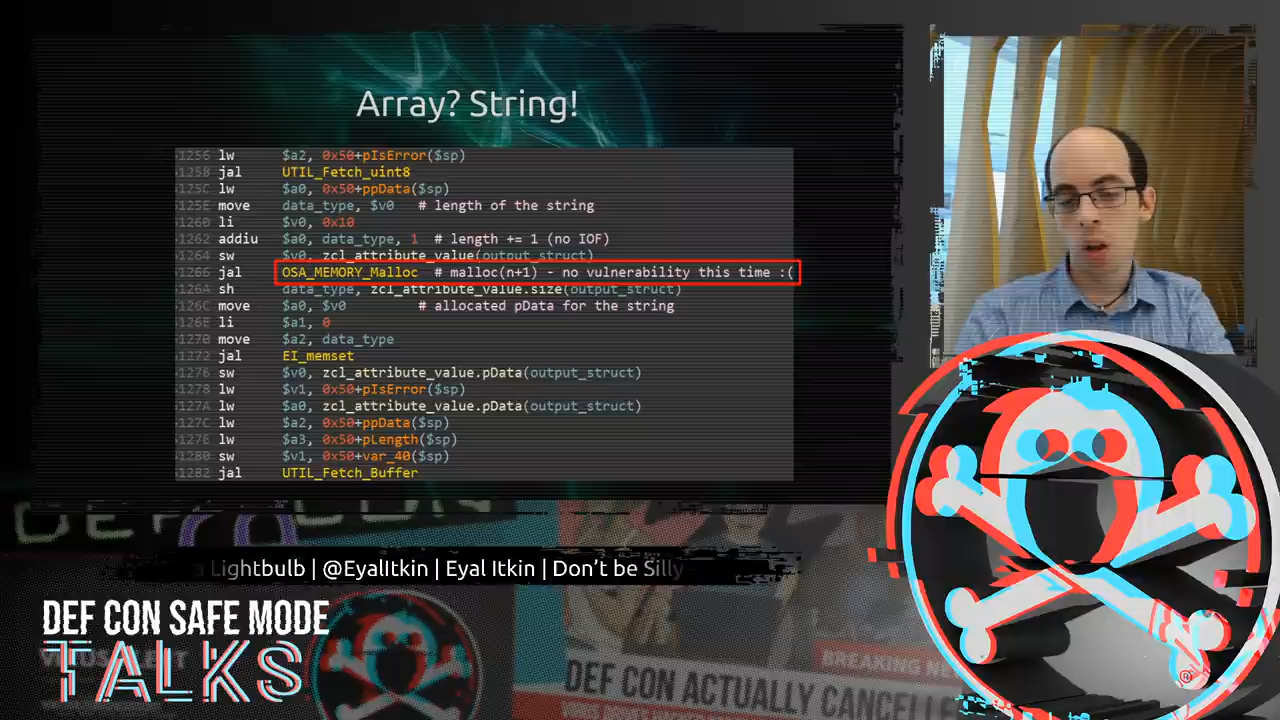 Array? String!
1256 lw $a2, 0x50+pIsError($sp)
1258 jal UTIL_Fetch_uint8
125C lw $a0, 0x50+ppData($sp)
125E move data_type, $v0 # length of the string
1260 li $v0, 0x10
1262 addiu $a0, data_type, 1 # length += 1 (no IOF)
1264 sw $v0, zcl_attribute_value(output_struct)
1266 jal OSA_MEMORY_Malloc # malloc(n+1) - no vulnerability this time :(
126A sh data_type, zcl_attribute_value.size(output_struct)
126C move $a0, $v0 # allocated pData for the string
126E li $a1, 0
1270 move $a2, data_type
1272 jal EI_memset
1276 sw $v0, zcl_attribute_value.pData(output_struct)
1278 lw $v1, 0x50+pIsError($sp)
127A lw $a0, zcl_attribute_value.pData(output_struct)
127C lw $a2, 0x50+ppData($sp)
127E lw $a3, 0x50+pLength($sp)
1280 sw $v1, 0x50+var_40($sp)
1282 jal UTIL_Fetch_Buffer
DEF CON
a Lightbulb | @EyalItkin | Eyal Itkin | Don't be Silly
DEF CON SAFE MODE
TALKS
BREAKING NE
DEF CON ACTUALLY CANCELLE